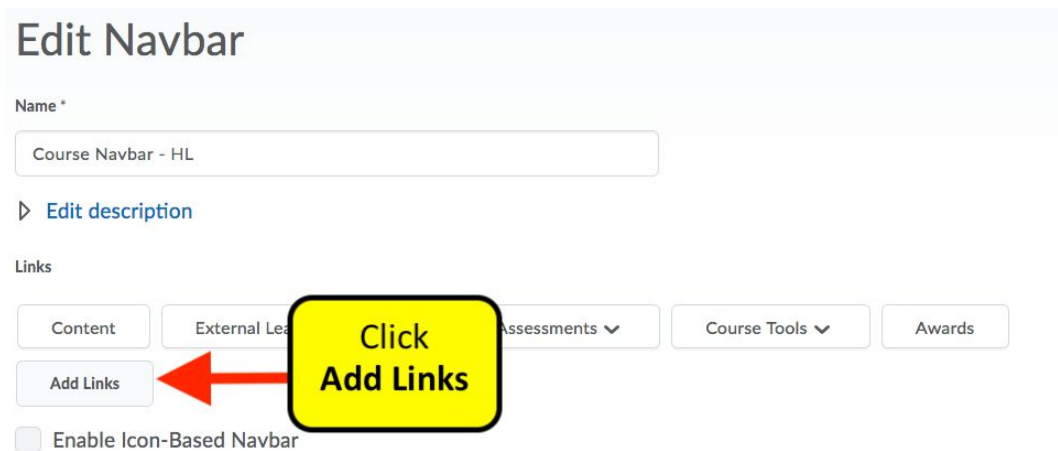 Edit Navbar
Name *
Course Navbar - HL
Edit description
Links
Content External Assessments Course Tools Awards
Add Links
Click
Add Links
Enable Icon-Based Navbar